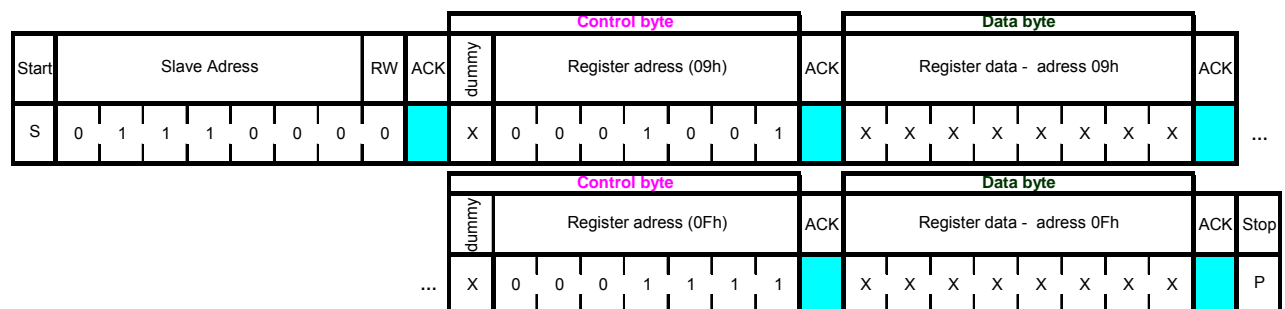 Control byte Data byte
Start Slave Adress RW ACK dummy Register adress (09h) ACK Register data - adress 09h ACK
S 0 1 1 1 0 0 0 0 X 0 0 0 1 0 0 1 X X X X X X X X ...
Control byte Data byte
dummy Register adress (0Fh) ACK Register data - adress 0Fh ACK Stop
... X 0 0 0 1 1 1 1 X X X X X X X X P